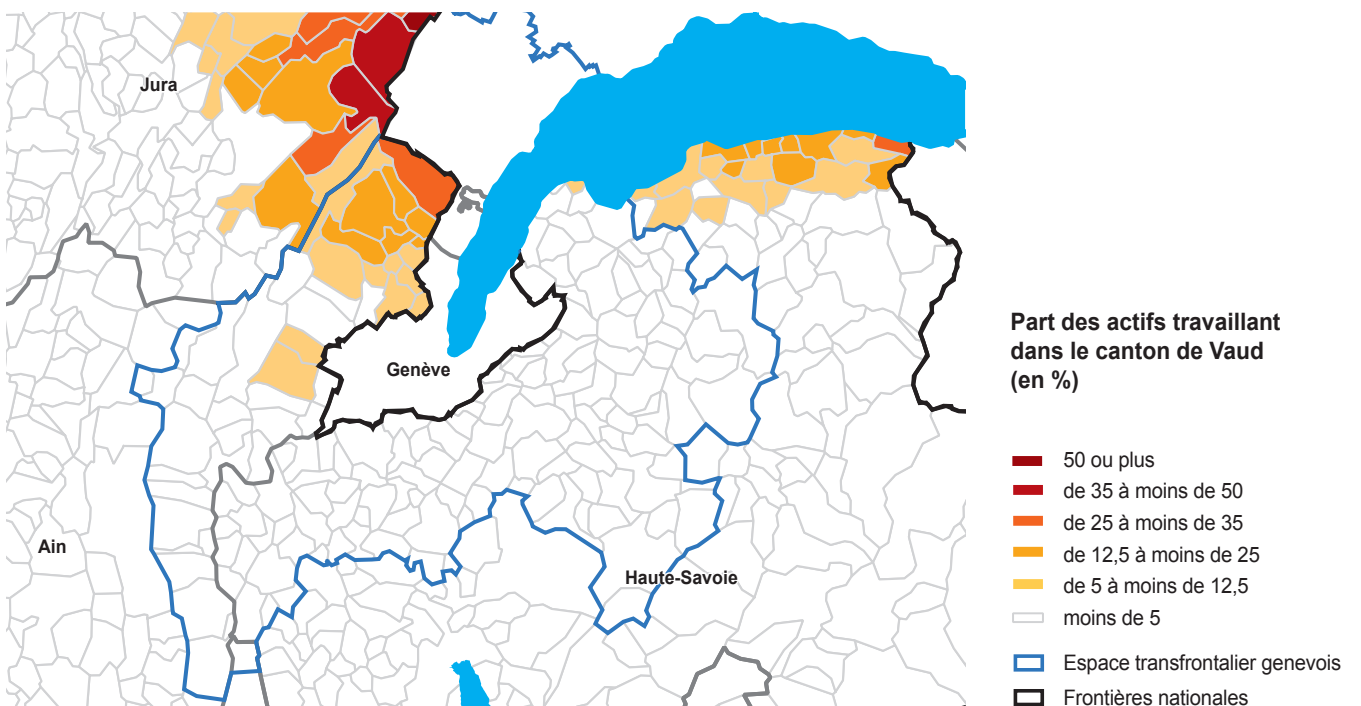 Jura
Genève
Ain
Haute-Savoie
Part des actifs travaillant
dans le canton de Vaud
(en %)
50 ou plus
de 35 à moins de 50
de 25 à moins de 35
de 12,5 à moins de 25
de 5 à moins de 12,5
moins de 5
Espace transfrontalier genevois
Frontières nationales